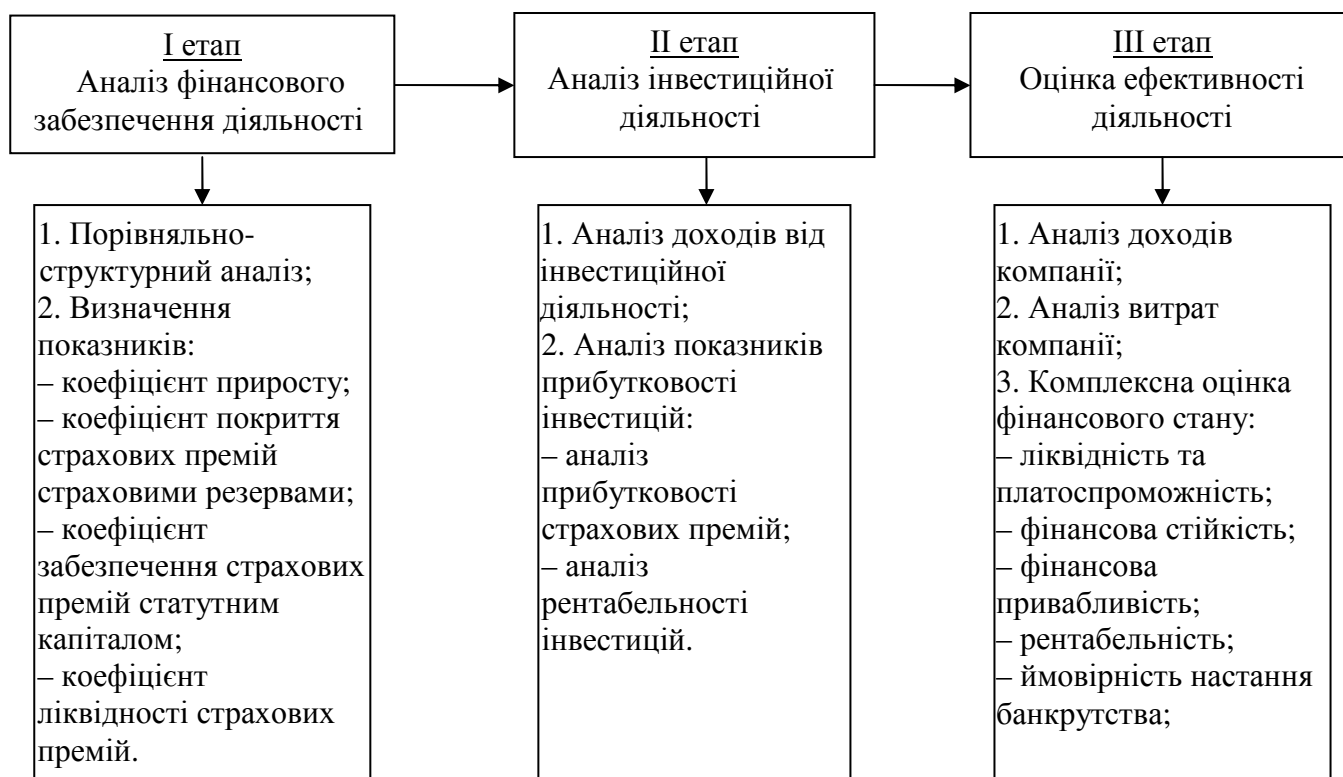 І етап
Аналіз фінансового
забезпечення діяльності
ІІ етап
Аналіз інвестиційної
діяльності
ІІІ етап
Оцінка ефективності
діяльності
1. Порівняльно-
структурний аналіз;
2. Визначення
показників:
– коефіцієнт приросту;
– коефіцієнт покриття
страхових премій
страховими резервами;
– коефіцієнт
забезпечення страхових
премій статутним
капіталом;
– коефіцієнт
ліквідності страхових
премій.
1. Аналіз доходів від
інвестиційної
діяльності;
2. Аналіз показників
прибутковості
інвестицій:
– аналіз
прибутковості
страхових премій;
– аналіз
рентабельності
інвестицій.
1. Аналіз доходів
компанії;
2. Аналіз витрат
компанії;
3. Комплексна оцінка
фінансового стану:
– ліквідність та
платоспроможність;
– фінансова стійкість;
– фінансова
привабливість;
– рентабельність;
– ймовірність настання
банкрутства;